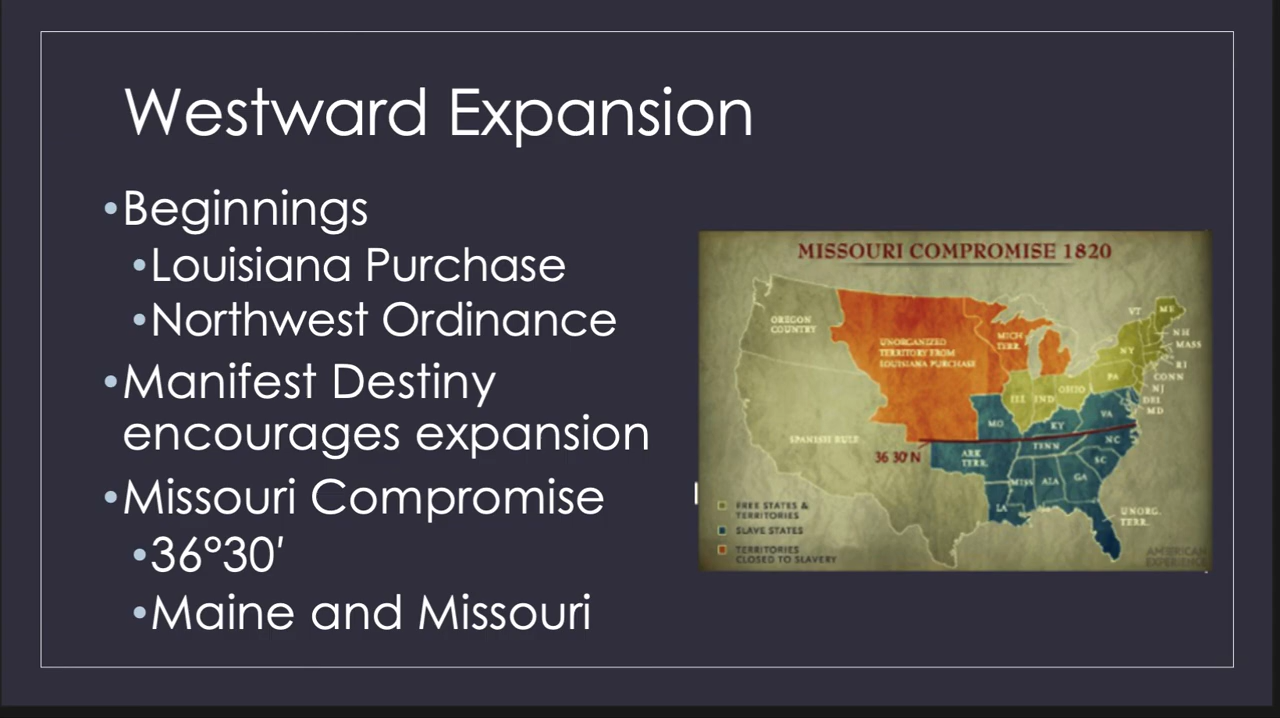 Westward Expansion
•Beginnings
•Louisiana Purchase
•Northwest Ordinance
•Manifest Destiny
encourages expansion
•Missouri Compromise
•36°30′
•Maine and Missouri
MISSOURI COMPROMISE 1820
OREGON
COUNTRY
UNORGANIZED
TERRITORY FROM
LOUISIANA PURCHASE
MICH
TERR.
VT
ME
NH
MASS
NY
RI
CONN
PA
NJ
DEL
MD
OHIO
ILL
IND
VA
MO
KY
NC
TENN
SPANISH RULE
36 30' N
ARK
TERR.
SC
MISS
ALA
GA
LA
UNORG.
TERR.
FREE STATES &
TERRITORIES
SLAVE STATES
TERRITORIES
CLOSED TO SLAVERY
AMERICAN
EXPERIENCE